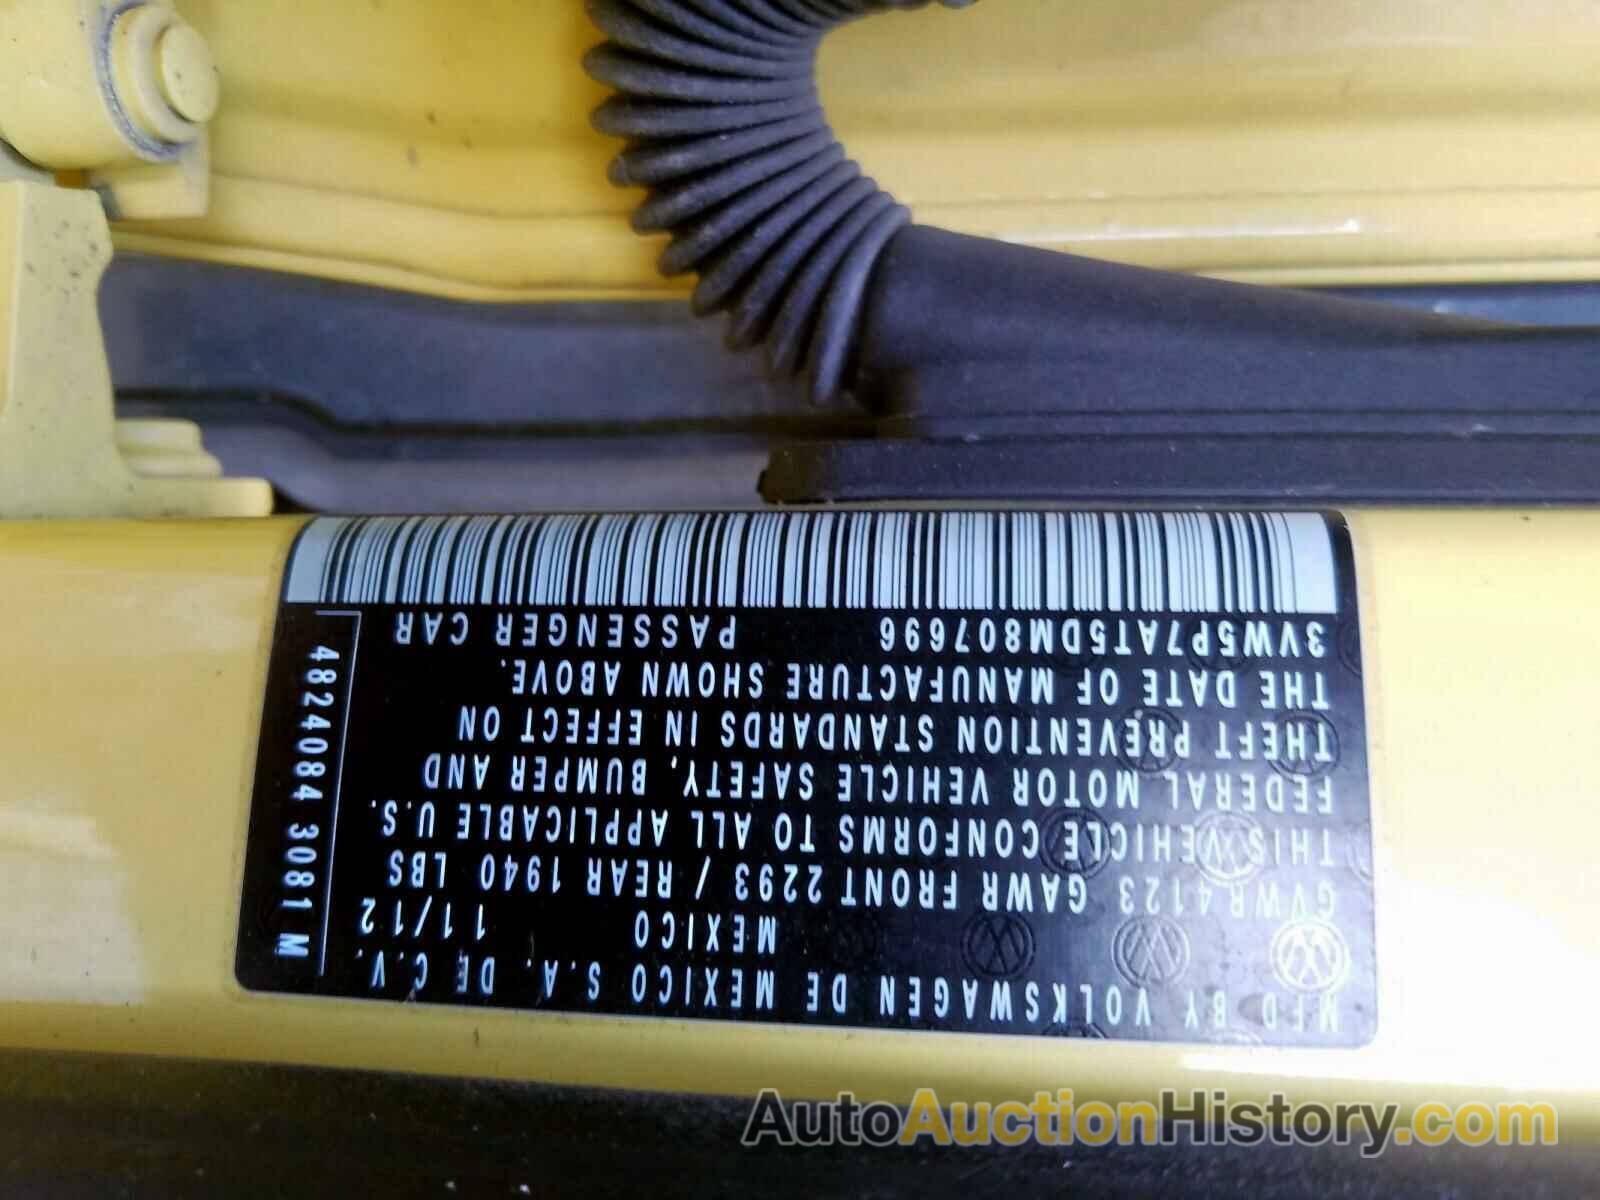 MFD BY VOLKSWAGEN DE MEXICO S.A. DE C.V.
MEXICO 11/12
GVWR 4123 GAWR FRONT 2293 / REAR 1940 LBS
THIS VEHICLE CONFORMS TO ALL APPLICABLE U.S.
FEDERAL MOTOR VEHICLE SAFETY, BUMPER AND
THEFT PREVENTION STANDARDS IN EFFECT ON
THE DATE OF MANUFACTURE SHOWN ABOVE.
3VW5P7AT5DM807696 PASSENGER CAR
4824084 3081 M
AutoAuctionHistory.com